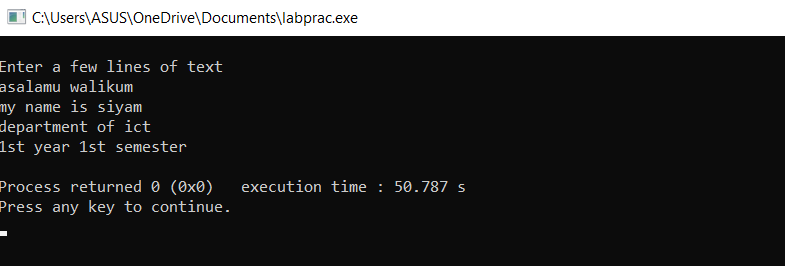 C:\Users\ASUS\OneDrive\Documents\labprac.exe
Enter a few lines of text
asalamu walikum
my name is siyam
department of ict
1st year 1st semester
Process returned 0 (0x0)   execution time : 50.787 s
Press any key to continue.